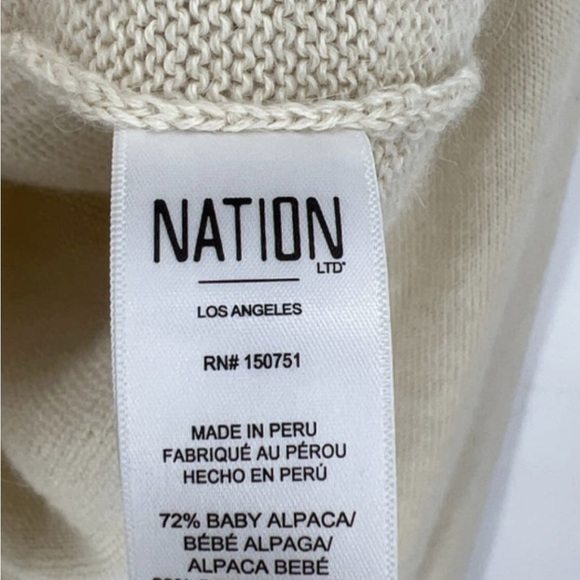 NATION
LTD
LOS ANGELES
RN# 150751
MADE IN PERU
FABRIQUÉ AU PÉROU
HECHO EN PERÚ
72% BABY ALPACA/
BÉBÉ ALPAGA/
ALPACA BEBÉ